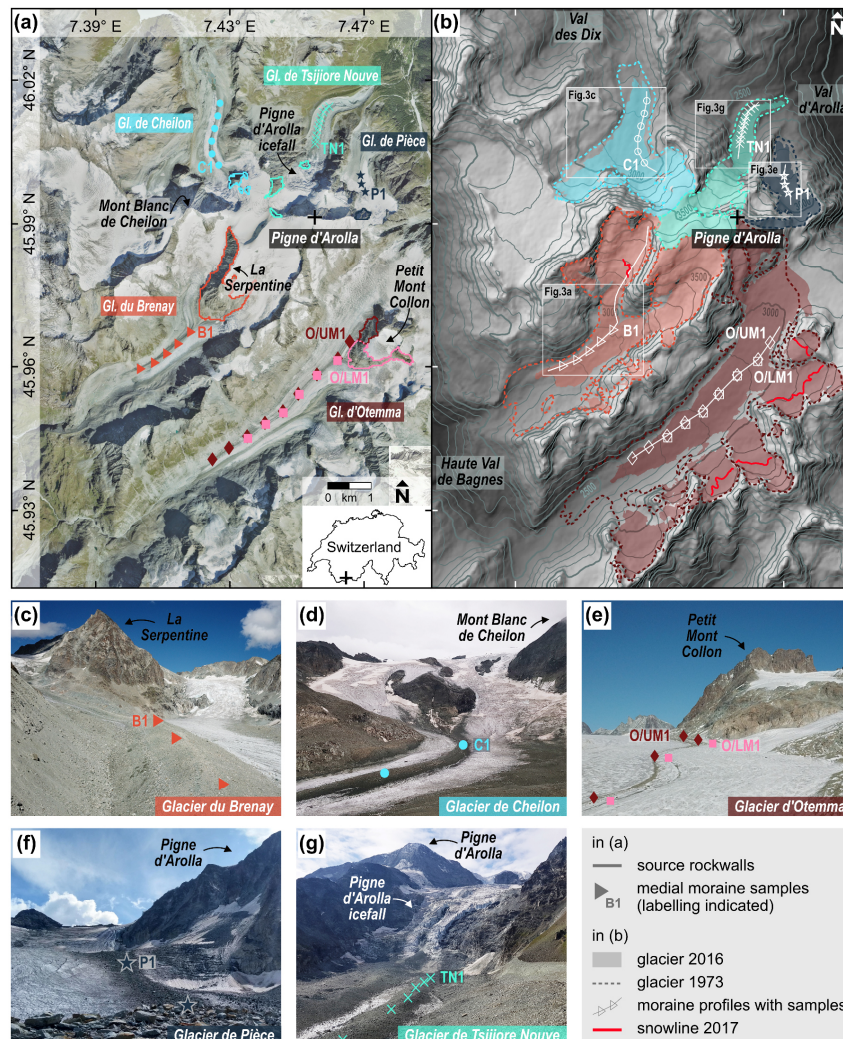 (a)
7.39° E
7.43° E
7.47° E
46.02° N
45.99° N
45.96° N
45.93° N
Gl. de Tsijiore Nouve
Gl. de Cheilon
Pigne
d'Arolla
icefall
Gl. de Pièce
TN1
C1
P1
Mont Blanc
de Cheilon
Pigne d'Arolla
La
Serpentine
Petit
Mont
Collon
Gl. du Brenay
B1
O/UM1
O/LM1
Gl. d'Otemma
0 km 1
N
Switzerland
(b)
Val
des Dix
N
Val
d'Arolla
2500
Fig.3c
Fig.3g
TN1
C1
3000
Fig.3e
P1
3500
Pigne d'Arolla
3500
Fig.3a
B1
3000
O/UM1
O/LM1
Haute Val
de Bagnes
2500
(c)
La
Serpentine
B1
Glacier du Brenay
(d)
Mont Blanc
de Cheilon
C1
Glacier de Cheilon
(e)
Petit
Mont
Collon
O/UM1
O/LM1
Glacier d'Otemma
(f)
Pigne
d'Arolla
P1
Glacier de Pièce
(g)
Pigne
d'Arolla
Pigne
d'Arolla
icefall
TN1
Glacier de Tsijiore Nouve
in (a)
source rockwalls
medial moraine samples
B1 (labelling indicated)
in (b)
glacier 2016
glacier 1973
moraine profiles with samples
snowline 2017